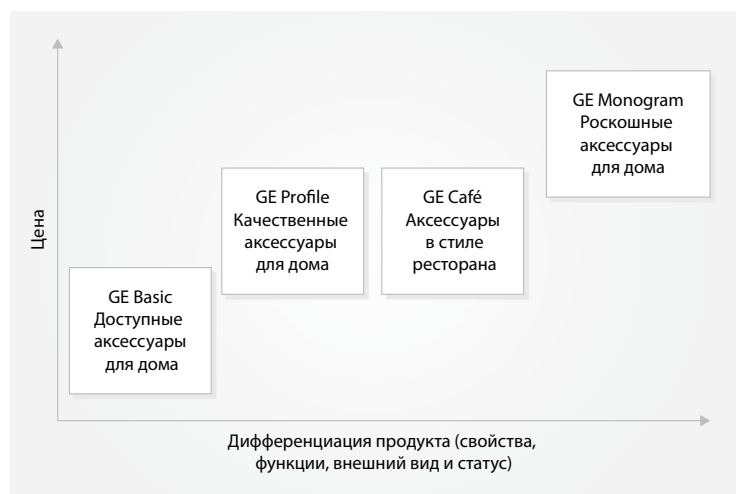 GE Monogram
Роскошные
аксессуары
для дома
GE Profile
Качественные
аксессуары
для дома
GE Café
Аксессуары
в стиле
ресторана
Цена
GE Basic
Доступные
аксессуары
для дома
Дифференциация продукта (свойства,
функции, внешний вид и статус)